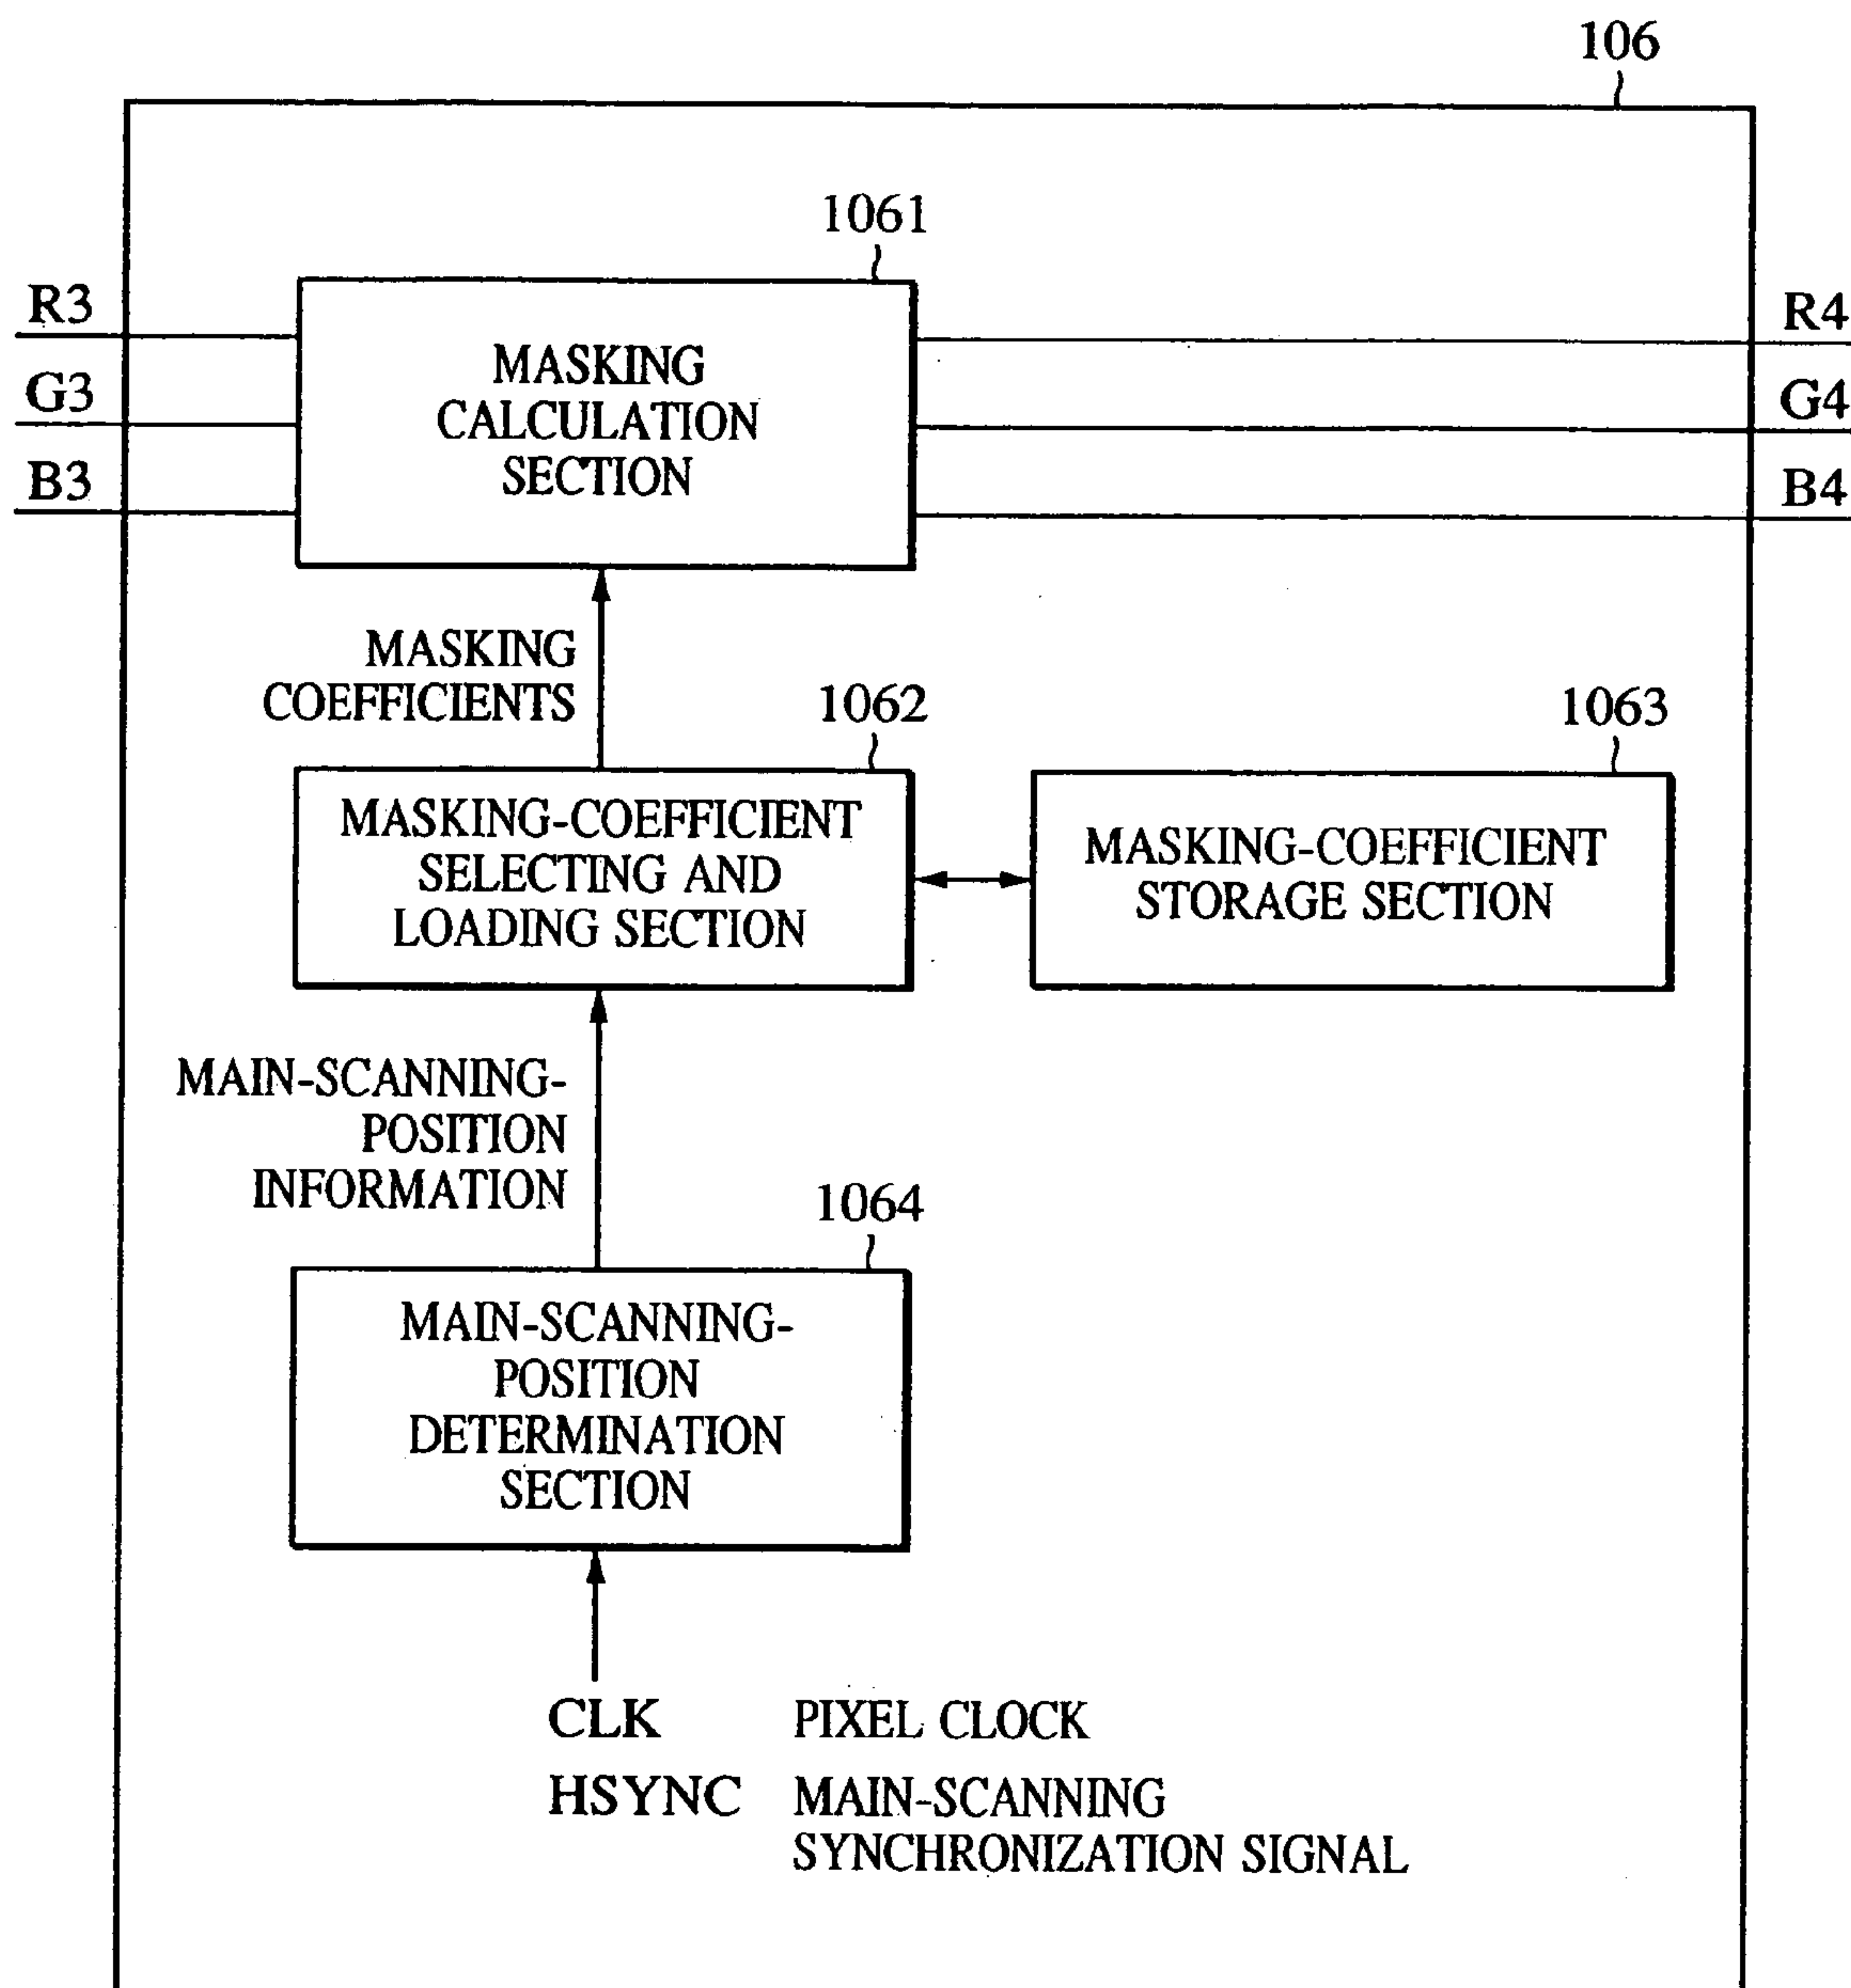 106
1061
R3
G3
B3
MASKING
CALCULATION
SECTION
R4
G4
B4
MASKING
COEFFICIENTS
1062
1063
MASKING-COEFFICIENT
SELECTING AND
LOADING SECTION
MASKING-COEFFICIENT
STORAGE SECTION
MAIN-SCANNING-
POSITION
INFORMATION
1064
MAIN-SCANNING-
POSITION
DETERMINATION
SECTION
CLK PIXEL CLOCK
HSYNC MAIN-SCANNING
SYNCHRONIZATION SIGNAL